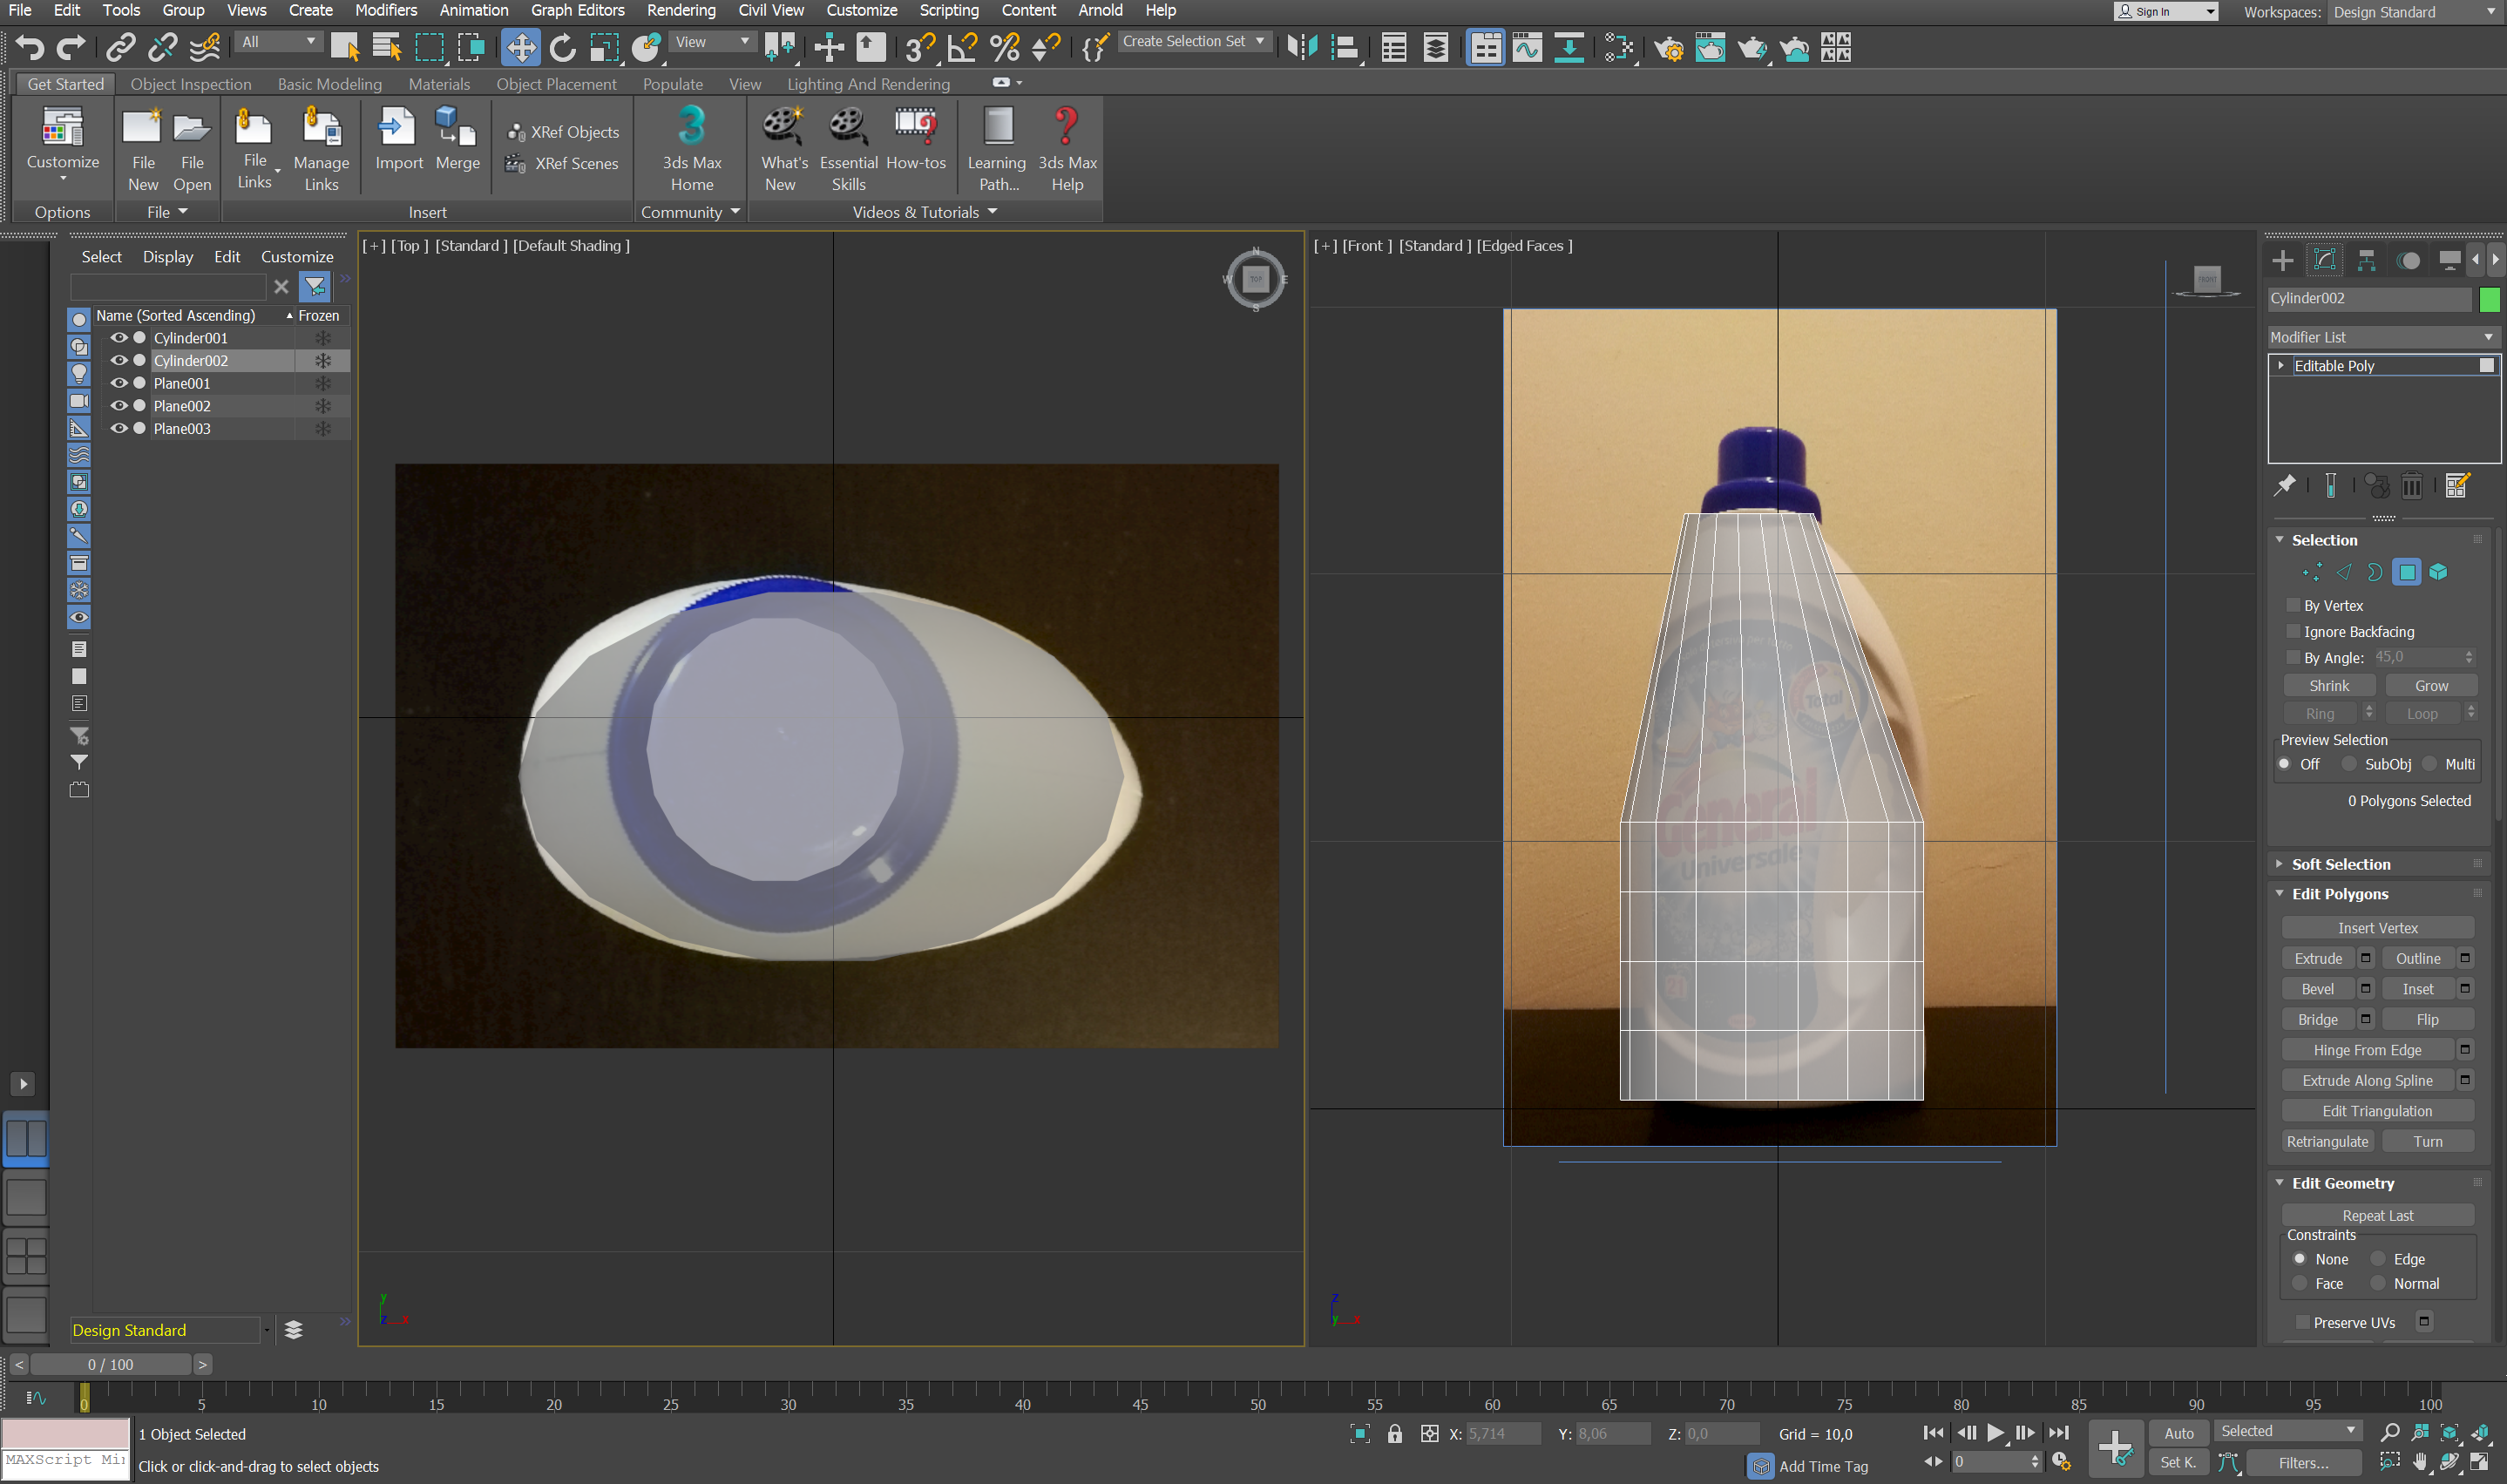 File Edit Tools Group Views Create Modifiers Animation Graph Editors Rendering Civil View Customize Scripting Content Arnold Help
Sign In
Workspaces: Design Standard
All
View
Create Selection Set
Get Started Object Inspection Basic Modeling Materials Object Placement Populate View Lighting And Rendering
Customize
File New
File Open
File Links
Manage Links
Import
Merge
XRef Objects
XRef Scenes
3ds Max Home
What's New
Essential Skills
How-tos
Learning Path...
3ds Max Help
Options
File
Insert
Community
Videos & Tutorials
Select Display Edit Customize
Name (Sorted Ascending) Frozen
Cylinder001
Cylinder002
Plane001
Plane002
Plane003
Design Standard
[+] [Top ] [Standard ] [Default Shading ]
N
W TOP E
S
y
z x
[+] [Front ] [Standard ] [Edged Faces ]
FRONT
Total
General
Universale
21
z
y x
Cylinder002
Modifier List
Editable Poly
Selection
By Vertex
Ignore Backfacing
By Angle: 45,0
Shrink Grow
Ring Loop
Preview Selection
Off SubObj Multi
0 Polygons Selected
Soft Selection
Edit Polygons
Insert Vertex
Extrude Outline
Bevel Inset
Bridge Flip
Hinge From Edge
Extrude Along Spline
Edit Triangulation
Retriangulate Turn
Edit Geometry
Repeat Last
Constraints
None Edge
Face Normal
Preserve UVs
< 0 / 100 >
0 5 10 15 20 25 30 35 40 45 50 55 60 65 70 75 80 85 90 95 100
1 Object Selected
MAXScript Mi
Click or click-and-drag to select objects
X: 5,714 Y: 8,06 Z: 0,0 Grid = 10,0
Add Time Tag
0
Auto Selected
Set K. Filters...